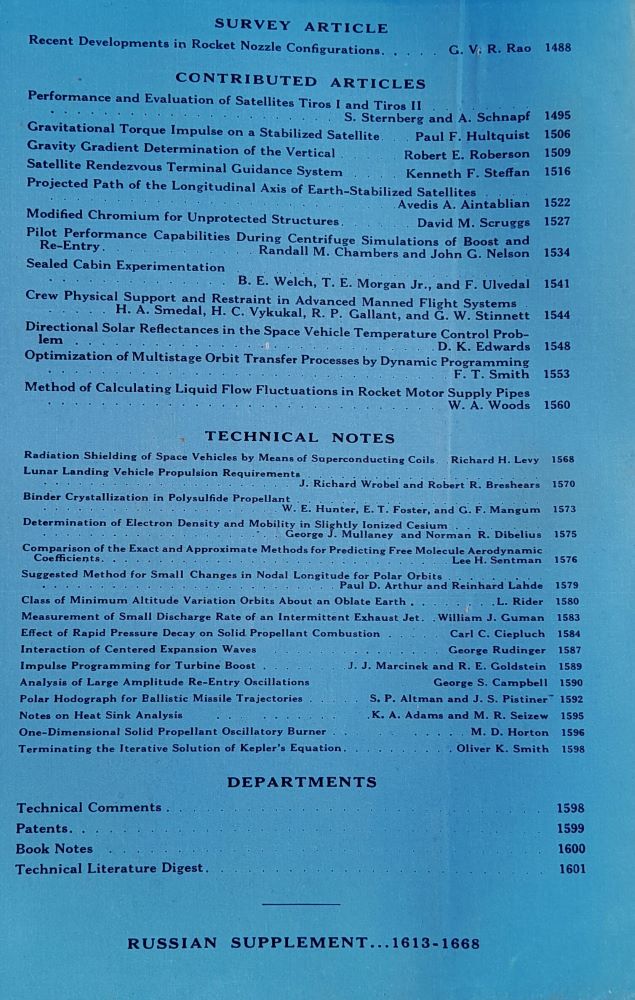 SURVEY ARTICLE
Recent Developments in Rocket Nozzle Configurations. . . . . G. V. R. Rao 1488
CONTRIBUTED ARTICLES
Performance and Evaluation of Satellites Tiros I and Tiros II
S. Sternberg and A. Schnapf 1495
Gravitational Torque Impulse on a Stabilized Satellite Paul F. Hultquist 1506
Gravity Gradient Determination of the Vertical Robert E. Roberson 1509
Satellite Rendezvous Terminal Guidance System Kenneth F. Steffan 1516
Projected Path of the Longitudinal Axis of Earth-Stabilized Satellites
Avedis A. Aintablian 1522
Modified Chromium for Unprotected Structures. David M. Scruggs 1527
Pilot Performance Capabilities During Centrifuge Simulations of Boost and
Re-Entry. Randall M. Chambers and John G. Nelson 1534
Sealed Cabin Experimentation
B. E. Welch, T. E. Morgan Jr., and F. Ulvedal 1541
Crew Physical Support and Restraint in Advanced Manned Flight Systems
H. A. Smedal, H. C. Vykukal, R. P. Gallant, and G. W. Stinnett 1544
Directional Solar Reflectances in the Space Vehicle Temperature Control Prob-
lem D. K. Edwards 1548
Optimization of Multistage Orbit Transfer Processes by Dynamic Programming
F. T. Smith 1553
Method of Calculating Liquid Flow Fluctuations in Rocket Motor Supply Pipes
W. A. Woods 1560
TECHNICAL NOTES
Radiation Shielding of Space Vehicles by Means of Superconducting Coils. Richard H. Levy 1568
Lunar Landing Vehicle Propulsion Requirements
J. Richard Wrobel and Robert R. Breshears 1570
Binder Crystallization in Polysulfide Propellant
W. E. Hunter, E. T. Foster, and G. F. Mangum 1573
Determination of Electron Density and Mobility in Slightly Ionized Cesium
George J. Mullaney and Norman R. Dibelius 1575
Comparison of the Exact and Approximate Methods for Predicting Free Molecule Aerodynamic
Coefficients. Lee H. Sentman 1576
Suggested Method for Small Changes in Nodal Longitude for Polar Orbits
Paul D. Arthur and Reinhard Lahde 1579
Class of Minimum Altitude Variation Orbits About an Oblate Earth L. Rider 1580
Measurement of Small Discharge Rate of an Intermittent Exhaust Jet. William J. Guman 1583
Effect of Rapid Pressure Decay on Solid Propellant Combustion Carl C. Ciepluch 1584
Interaction of Centered Expansion Waves George Rudinger 1587
Impulse Programming for Turbine Boost J. J. Marcinek and R. E. Goldstein 1589
Analysis of Large Amplitude Re-Entry Oscillations George S. Campbell 1590
Polar Hodograph for Ballistic Missile Trajectories S. P. Altman and J. S. Pistiner 1592
Notes on Heat Sink Analysis K. A. Adams and M. R. Seizew 1595
One-Dimensional Solid Propellant Oscillatory Burner M. D. Horton 1596
Terminating the Iterative Solution of Kepler's Equation. Oliver K. Smith 1598
DEPARTMENTS
Technical Comments 1598
Patents. 1599
Book Notes 1600
Technical Literature Digest. 1601
RUSSIAN SUPPLEMENT...1613-1668